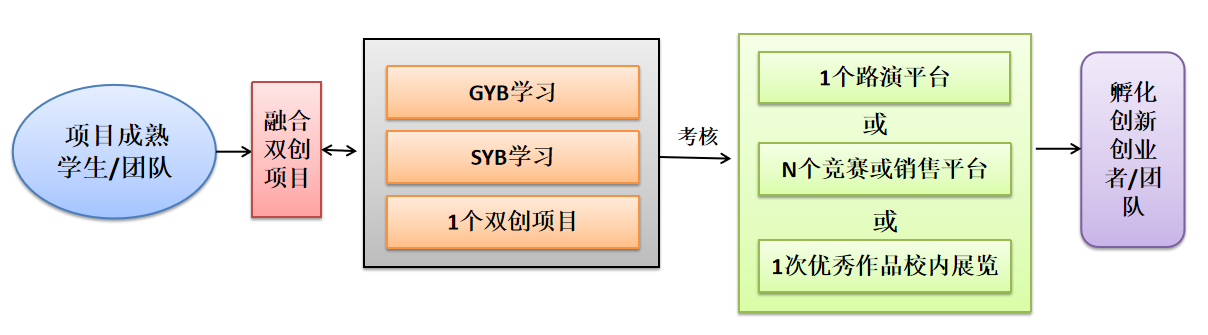 项目成熟
学生/团队
融合
双创
项目
GYB学习
SYB学习
1个双创项目
考核
1个路演平台
或
N个竞赛或销售平台
或
1次优秀作品校内展览
孵化
创新
创业
者/团
队